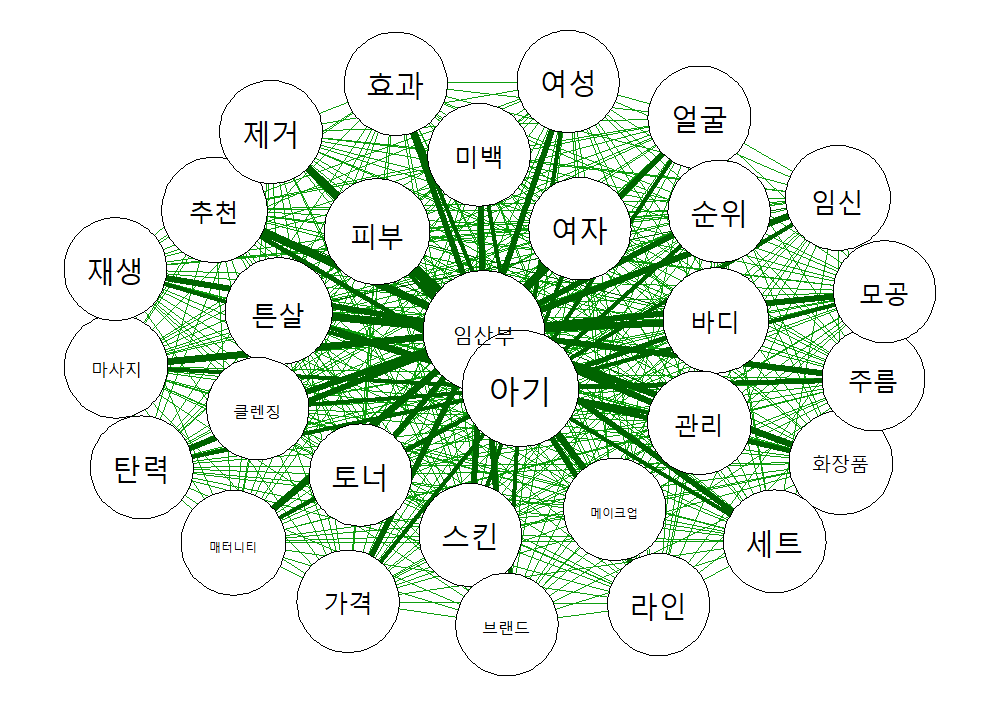 효과
여성
제거
미백
얼굴
추천
피부
여자
순위
임신
재생
튼살
임산부
바디
모공
마사지
클렌징
아기
관리
주름
탄력
토너
스킨
메이크업
화장품
매터니티
가격
브랜드
라인
세트